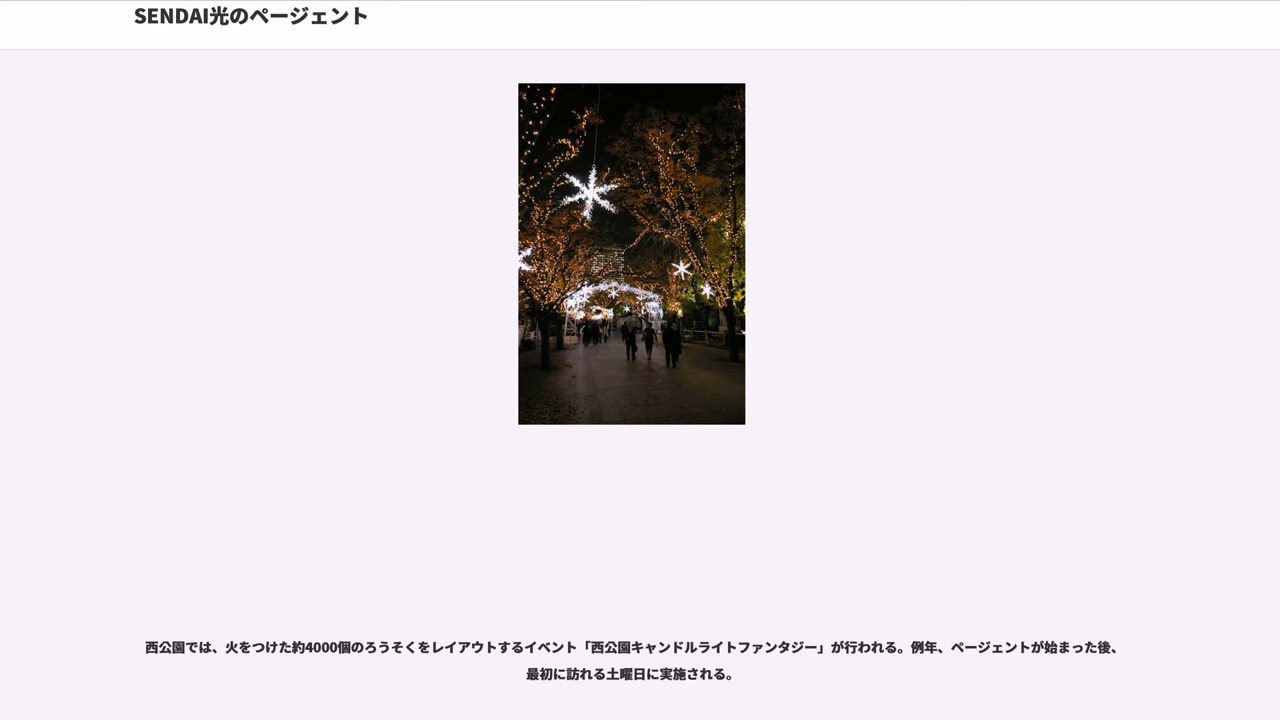 SENDAI光のページェント
西公園では、火をつけた約4000個のろうそくをレイアウトするイベント「西公園キャンドルライトファンタジー」が行われる。例年、ページェントが始まった後、
最初に訪れる土曜日に実施される。